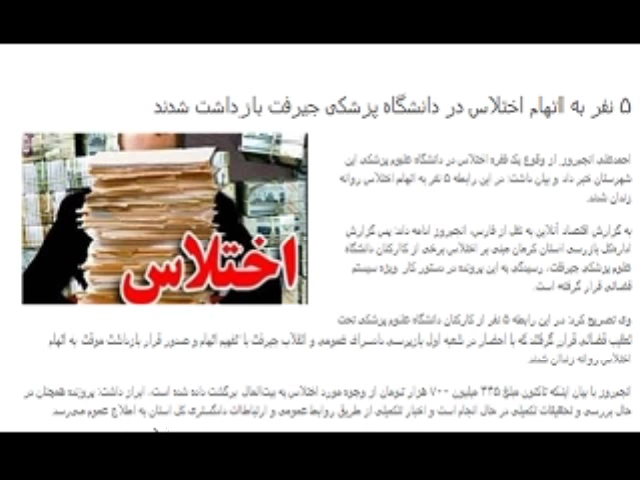 ۵ نفر به اتهام اختلاس در دانشگاه پزشکی جیرفت بازداشت شدند
اختلاس
احمدقلی انجیرور از وقوع یک فقره اختلاس در دانشگاه علوم پزشکی این
شهرستان خبر داد و بیان داشت: در این رابطه ۵ نفر به اتهام اختلاس روانه
زندان شدند.
به گزارش اقتصاد آنلاین به نقل از فارس، انجیرور ادامه داد: پس گزارش
اداره‌کل بازرسی استان کرمان مبنی بر اختلاس برخی از کارکنان دانشگاه
علوم پزشکی جیرفت، رسیدگی به این پرونده در دستور کار ویژه سیستم
قضائی قرار گرفته است.
وی تصریح کرد: در این رابطه ۵ نفر از کارکنان دانشگاه علوم پزشکی تحت
تعقیب قضائی قرار گرفتند که با احضار در شعبه اول بازپرسی دادسرای عمومی و انقلاب جیرفت با تفهیم اتهام و صدور قرار بازداشت موقت به اتهام
اختلاس روانه زندان شدند.
انجیرور با بیان اینکه تاکنون مبلغ ۳۴۵ میلیون ۷۰۰ هزار تومان از وجوه مورد اختلاس به بیت‌المال برگشت داده شده است، ابراز داشت: پرونده همچنان در
حال بررسی و تحقیقات تکمیلی در حال انجام است و اخبار تکمیلی از طریق روابط عمومی و ارتباطات دادگستری کل استان به اطلاع عموم می‌رسد.